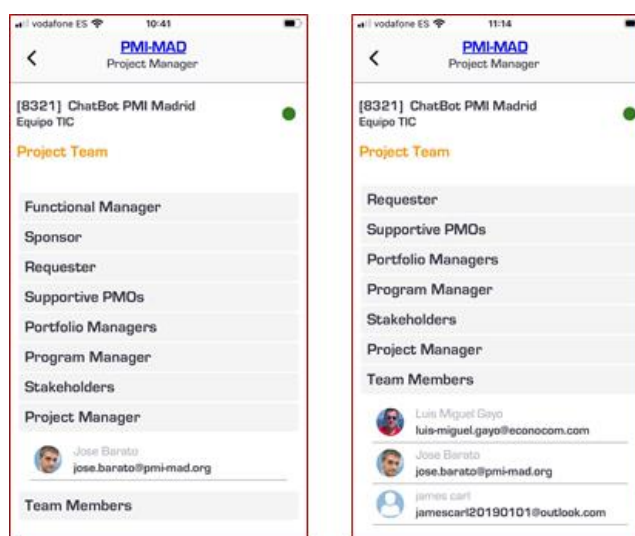 vodafone ES 10:41
PMI-MAD
Project Manager
[8321] ChatBot PMI Madrid
Equipo TIC
Project Team
Functional Manager
Sponsor
Requester
Supportive PMOs
Portfolio Managers
Program Manager
Stakeholders
Project Manager
Jose Barato
jose.barato@pmi-mad.org
Team Members
vodafone ES 11:14
PMI-MAD
Project Manager
[8321] ChatBot PMI Madrid
Equipo TIC
Project Team
Requester
Supportive PMOs
Portfolio Managers
Program Manager
Stakeholders
Project Manager
Team Members
Luis Miguel Gayo
luis-miguel.gayo@econocom.com
Jose Barato
jose.barato@pmi-mad.org
james carl
jamescarl20190101@outlook.com